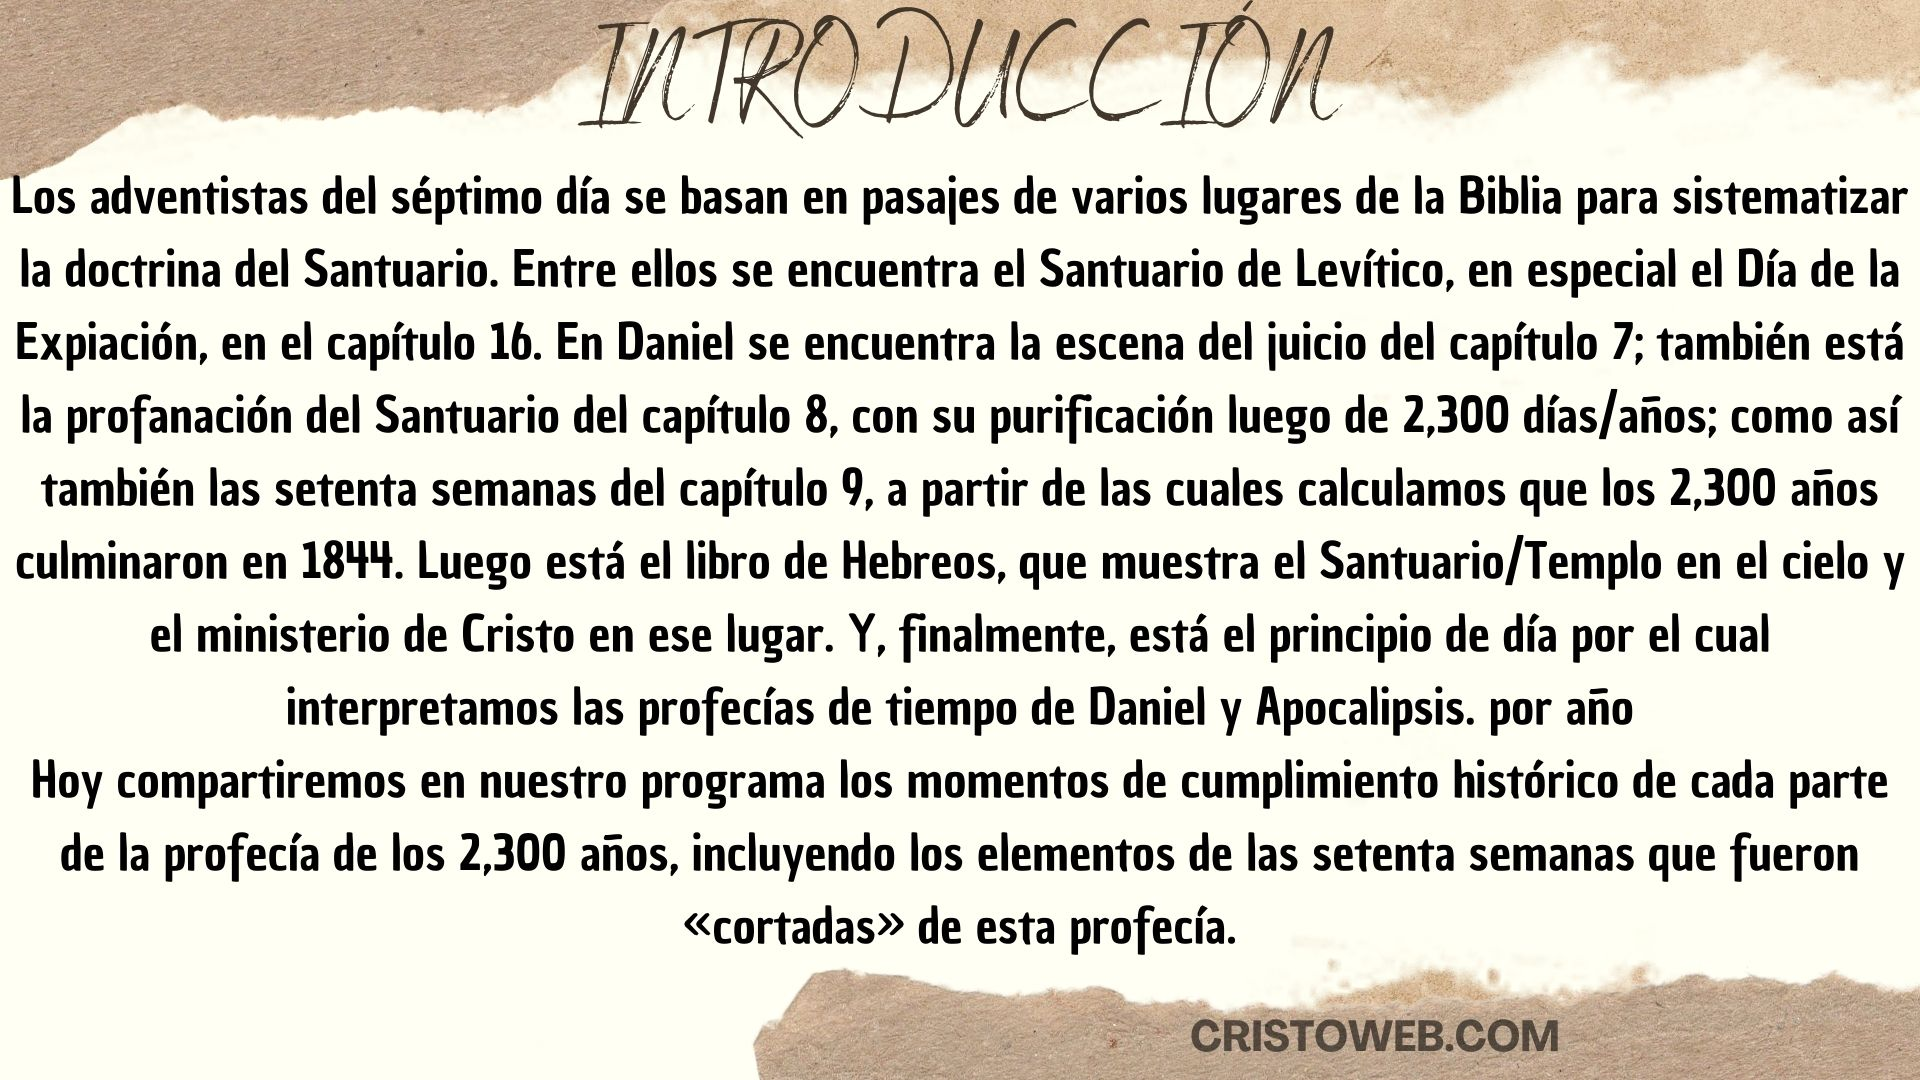 INTRODUCCIÓN
Los adventistas del séptimo día se basan en pasajes de varios lugares de la Biblia para sistematizar
la doctrina del Santuario. Entre ellos se encuentra el Santuario de Levítico, en especial el Día de la
Expiación, en el capítulo 16. En Daniel se encuentra la escena del juicio del capítulo 7; también está
la profanación del Santuario del capítulo 8, con su purificación luego de 2,300 días/años; como así
también las setenta semanas del capítulo 9, a partir de las cuales calculamos que los 2,300 años
culminaron en 1844. Luego está el libro de Hebreos, que muestra el Santuario/Templo en el cielo y
el ministerio de Cristo en ese lugar. Y, finalmente, está el principio de día por el cual
interpretamos las profecías de tiempo de Daniel y Apocalipsis. por año
Hoy compartiremos en nuestro programa los momentos de cumplimiento histórico de cada parte
de la profecía de los 2,300 años, incluyendo los elementos de las setenta semanas que fueron
«cortadas» de esta profecía.
CRISTOWEB.COM